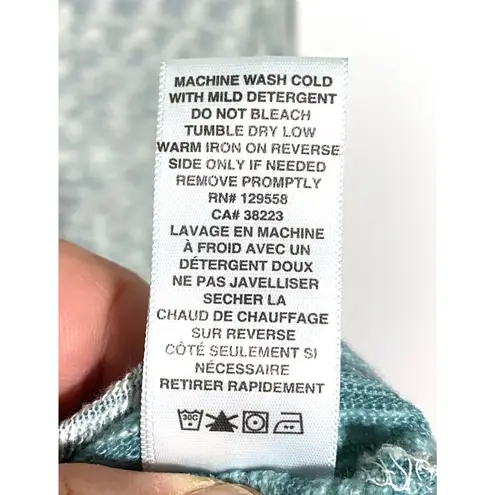 MACHINE WASH COLD
WITH MILD DETERGENT
DO NOT BLEACH
TUMBLE DRY LOW
WARM IRON ON REVERSE
SIDE ONLY IF NEEDED
REMOVE PROMPTLY
RN# 129558
CA# 38223
LAVAGE EN MACHINE
À FROID AVEC UN
DÉTERGENT DOUX
NE PAS JAVELLISER
SECHER LA
CHAUD DE CHAUFFAGE
SUR REVERSE
CÔTÉ SEULEMENT SI
NÉCESSAIRE
RETIRER RAPIDEMENT
30C